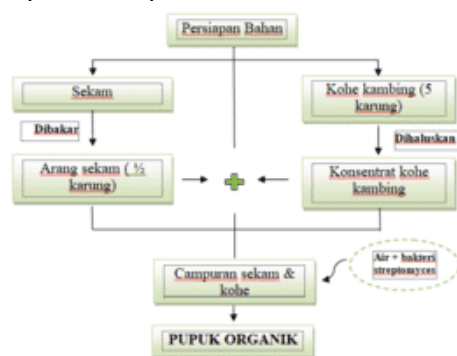 Persiapan Bahan
Sekam
Kohe kambing (5
karung)
Dibakar
Dihaluskan
Arang sekam ( ½
karung)
Konsentrat kohe
kambing
Campuran sekam &
kohe
Air + bakteri
streptomyces
PUPUK ORGANIK